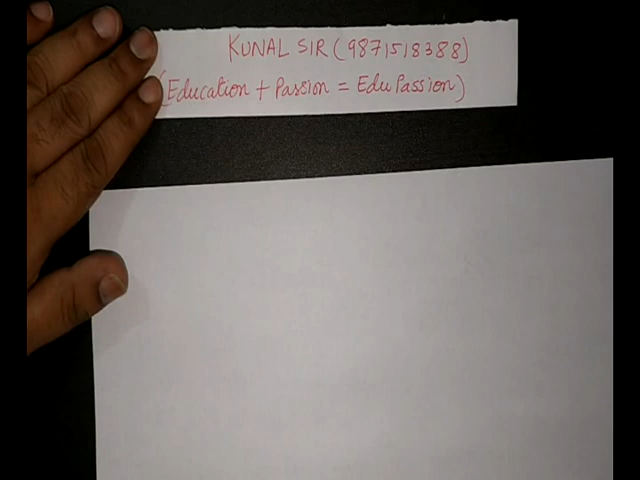 KUNAL SIR (9871518388)
(Education + Passion = EduPassion)